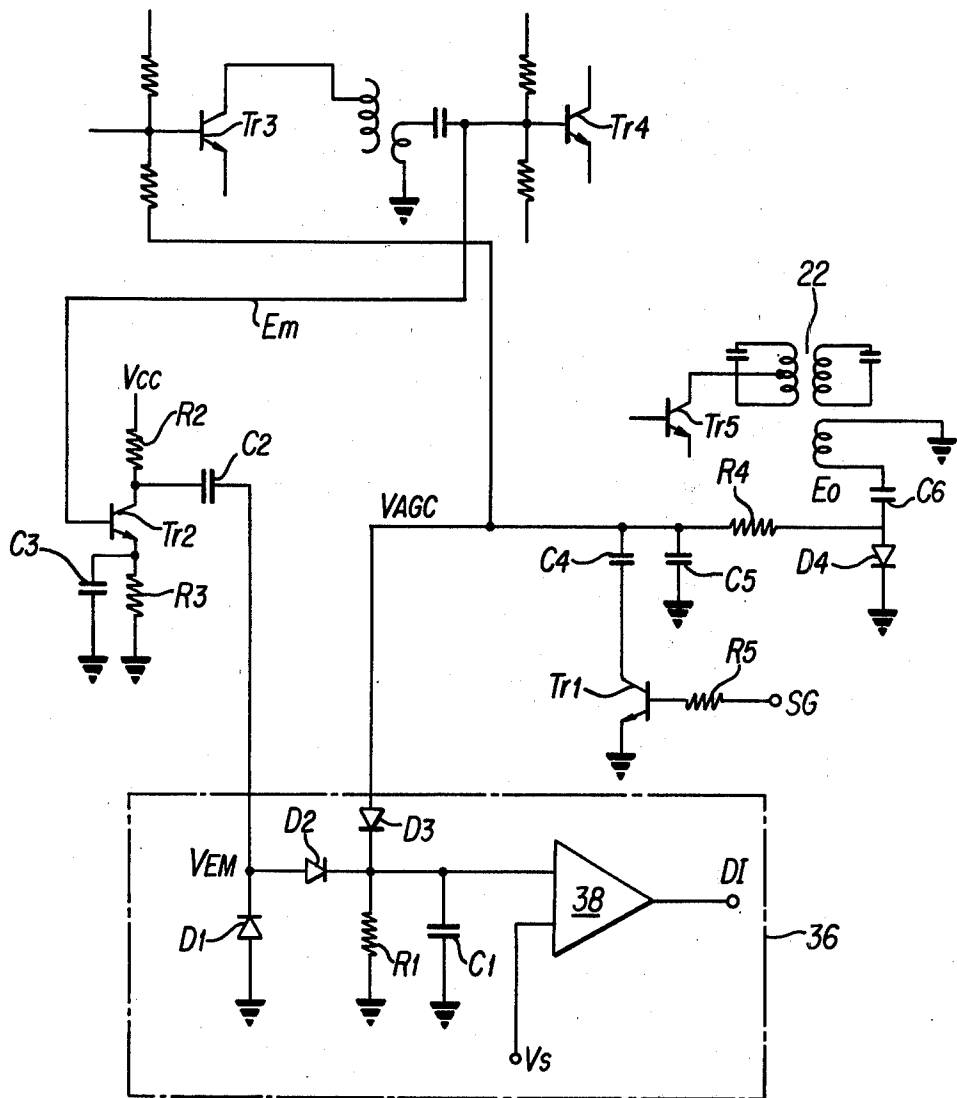 Tr3
Tr4
22
Em
Vcc
R2
C2
Tr5
R4
Eo
C6
VAGC
Tr2
C3
R3
C4
C5
D4
Tr1
R5
SG
D2
D3
VEM
38
DI
D1
R1
C1
36
Vs